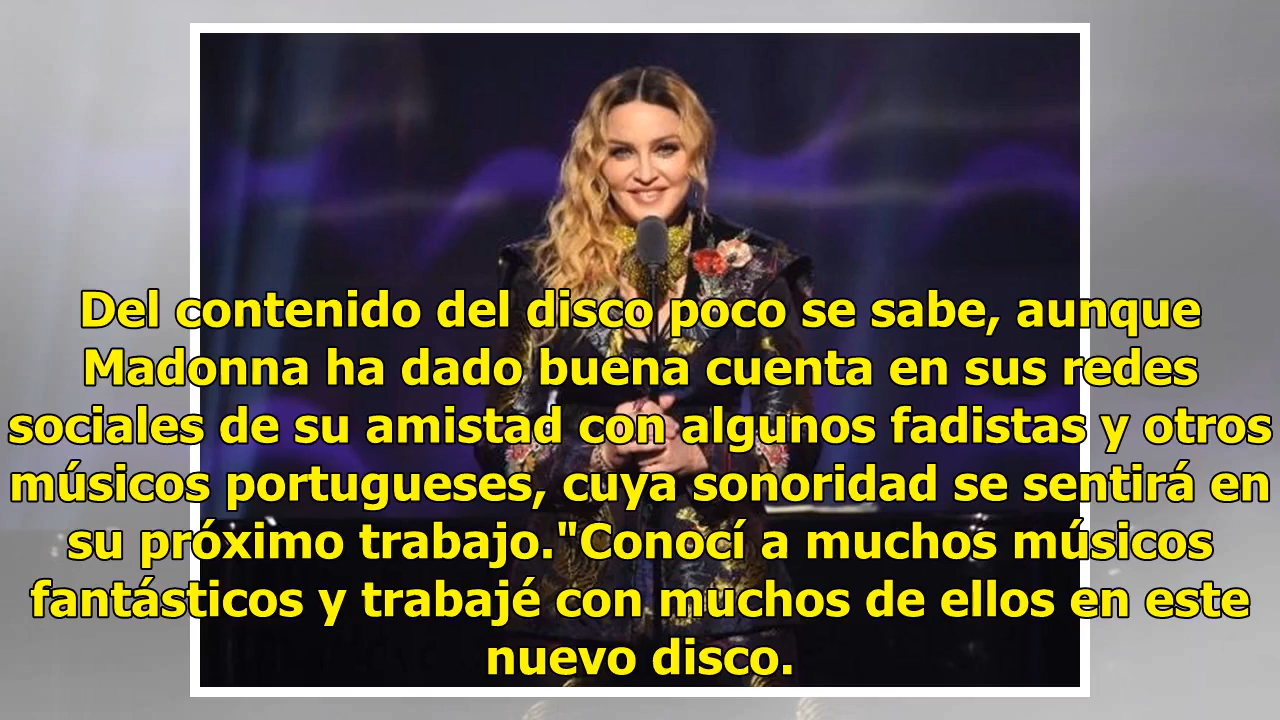 Del contenido del disco poco se sabe, aunque
Madonna ha dado buena cuenta en sus redes
sociales de su amistad con algunos fadistas y otros
músicos portugueses, cuya sonoridad se sentirá en
su próximo trabajo."Conocí a muchos músicos
fantásticos y trabajé con muchos de ellos en este
nuevo disco.